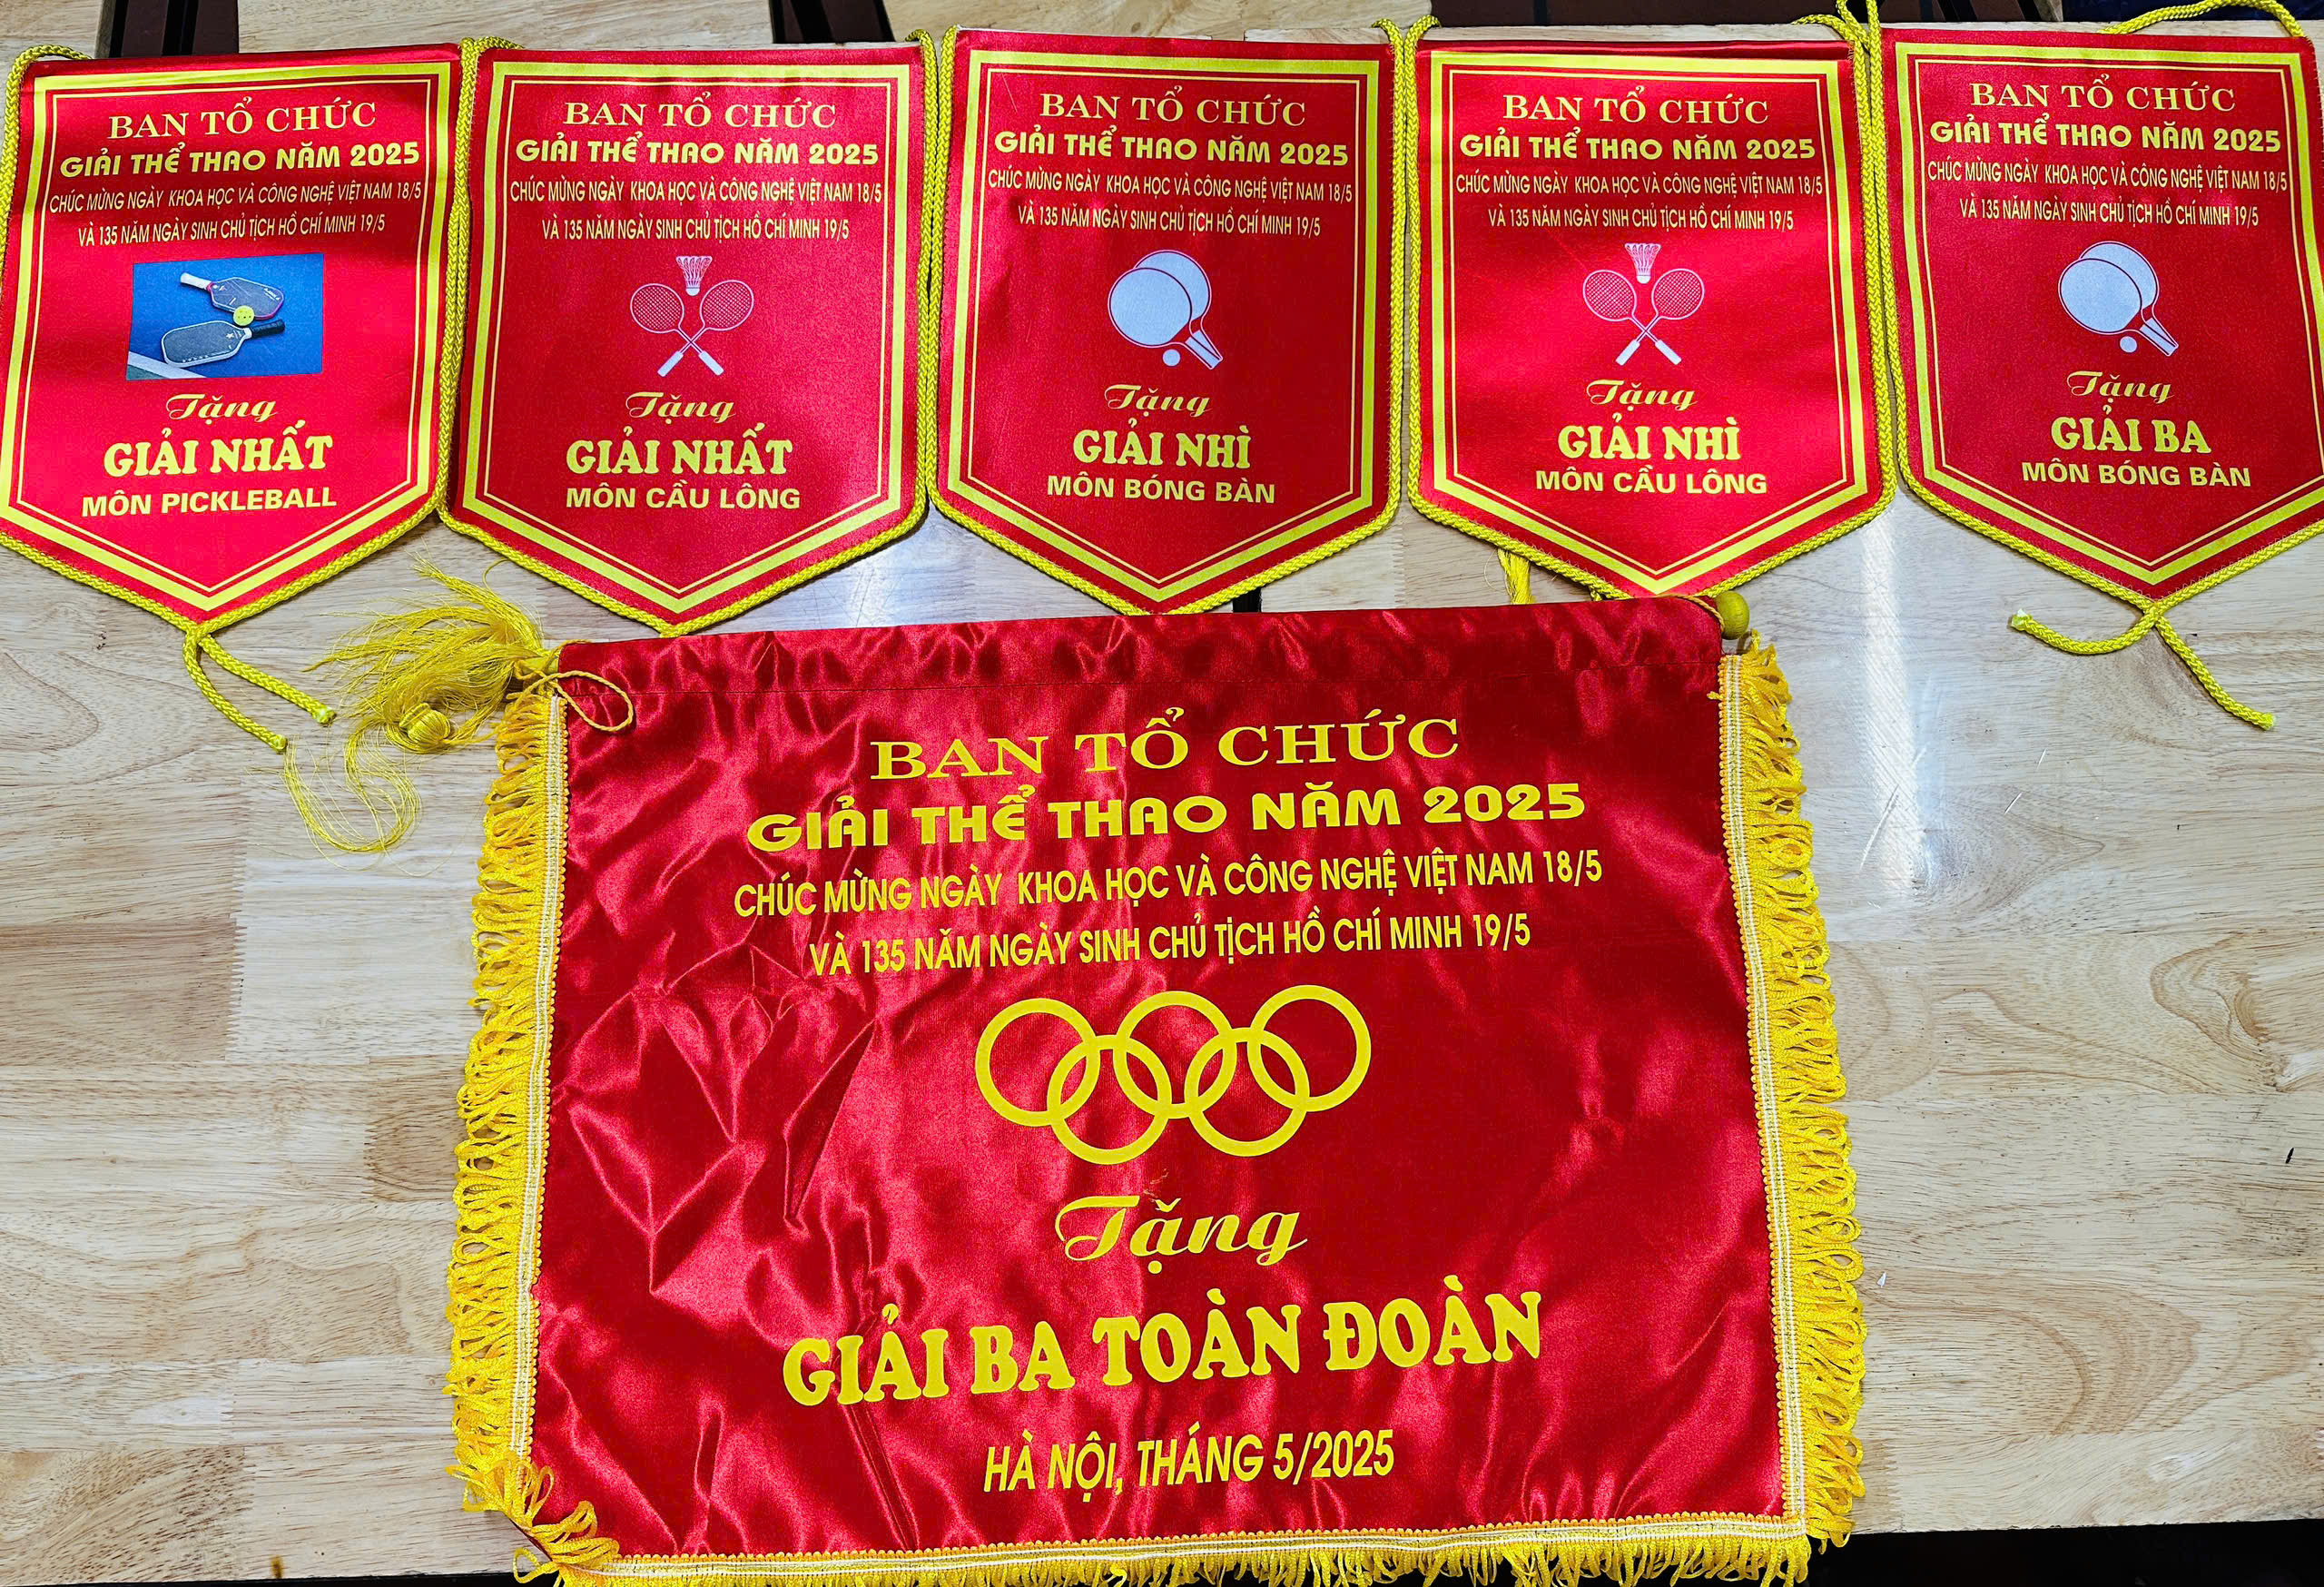 BAN TỔ CHỨC
GIẢI THỂ THAO NĂM 2025
CHÚC MỪNG NGÀY KHOA HỌC VÀ CÔNG NGHỆ VIỆT NAM 18/5
VÀ 135 NĂM NGÀY SINH CHỦ TỊCH HỒ CHÍ MINH 19/5
Tặng
GIẢI NHẤT
MÔN PICKLEBALL
BAN TỔ CHỨC
GIẢI THỂ THAO NĂM 2025
CHÚC MỪNG NGÀY KHOA HỌC VÀ CÔNG NGHỆ VIỆT NAM 18/5
VÀ 135 NĂM NGÀY SINH CHỦ TỊCH HỒ CHÍ MINH 19/5
Tặng
GIẢI NHẤT
MÔN CẦU LÔNG
BAN TỔ CHỨC
GIẢI THỂ THAO NĂM 2025
CHÚC MỪNG NGÀY KHOA HỌC VÀ CÔNG NGHỆ VIỆT NAM 18/5
VÀ 135 NĂM NGÀY SINH CHỦ TỊCH HỒ CHÍ MINH 19/5
Tặng
GIẢI NHÌ
MÔN BÓNG BÀN
BAN TỔ CHỨC
GIẢI THỂ THAO NĂM 2025
CHÚC MỪNG NGÀY KHOA HỌC VÀ CÔNG NGHỆ VIỆT NAM 18/5
VÀ 135 NĂM NGÀY SINH CHỦ TỊCH HỒ CHÍ MINH 19/5
Tặng
GIẢI NHÌ
MÔN CẦU LÔNG
BAN TỔ CHỨC
GIẢI THỂ THAO NĂM 2025
CHÚC MỪNG NGÀY KHOA HỌC VÀ CÔNG NGHỆ VIỆT NAM 18/5
VÀ 135 NĂM NGÀY SINH CHỦ TỊCH HỒ CHÍ MINH 19/5
Tặng
GIẢI BA
MÔN BÓNG BÀN
BAN TỔ CHỨC
GIẢI THỂ THAO NĂM 2025
CHÚC MỪNG NGÀY KHOA HỌC VÀ CÔNG NGHỆ VIỆT NAM 18/5
VÀ 135 NĂM NGÀY SINH CHỦ TỊCH HỒ CHÍ MINH 19/5
Tặng
GIẢI BA TOÀN ĐOÀN
HÀ NỘI, THÁNG 5/2025